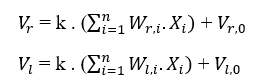 V_r = k . (∑_{i=1}^{n} W_{r,i}. X_i) + V_{r,0}
V_l = k . (∑_{i=1}^{n} W_{l,i}. X_i) + V_{l,0}